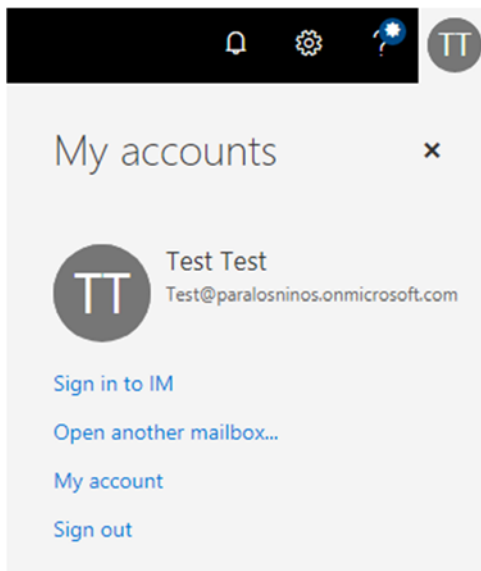 ?
TT
My accounts
×
TT
Test Test
Test@paralosninos.onmicrosoft.com
Sign in to IM
Open another mailbox...
My account
Sign out